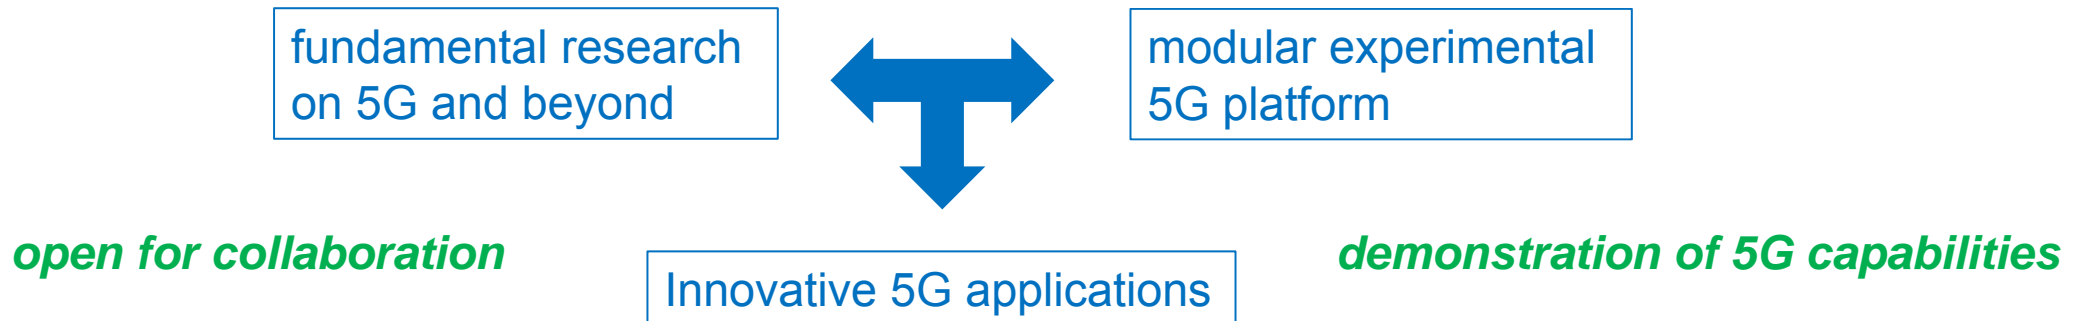 fundamental research
on 5G and beyond
modular experimental
5G platform
open for collaboration
demonstration of 5G capabilities
Innovative 5G applications